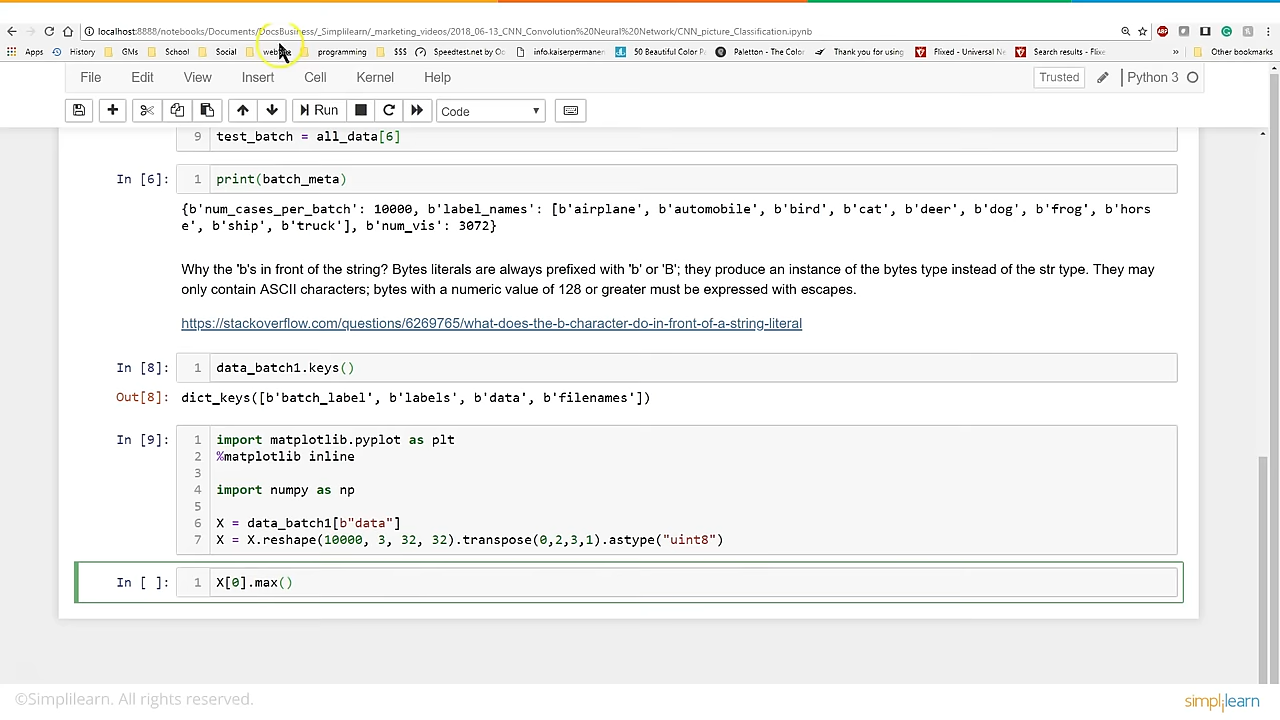 localhost:8888/notebooks/Documents/DocsBusiness/_Simplilearn/_marketing_videos/2018_06-13_CNN_Convolution%20Neural%20Network/CNN_picture_Classification.ipynb
Apps History GMs School Social programming $$$ Speedtest.net by Oo info.kaiserpermanen 50 Beautiful Color P Paletton - The Color Thank you for using Flixed - Universal Ne Search results - Flixe » Other bookmarks
File Edit View Insert Cell Kernel Help Trusted Python 3
Run Code
9 test_batch = all_data[6]
In [6]: 1 print(batch_meta)
{b'num_cases_per_batch': 10000, b'label_names': [b'airplane', b'automobile', b'bird', b'cat', b'deer', b'dog', b'frog', b'hors
e', b'ship', b'truck'], b'num_vis': 3072}
Why the 'b's in front of the string? Bytes literals are always prefixed with 'b' or 'B'; they produce an instance of the bytes type instead of the str type. They may
only contain ASCII characters; bytes with a numeric value of 128 or greater must be expressed with escapes.
https://stackoverflow.com/questions/6269765/what-does-the-b-character-do-in-front-of-a-string-literal
In [8]: 1 data_batch1.keys()
Out[8]: dict_keys([b'batch_label', b'labels', b'data', b'filenames'])
In [9]: 1 import matplotlib.pyplot as plt
2 %matplotlib inline
3
4 import numpy as np
5
6 X = data_batch1[b"data"]
7 X = X.reshape(10000, 3, 32, 32).transpose(0,2,3,1).astype("uint8")
In [ ]: 1 X[0].max()
©Simplilearn. All rights reserved.
simplilearn